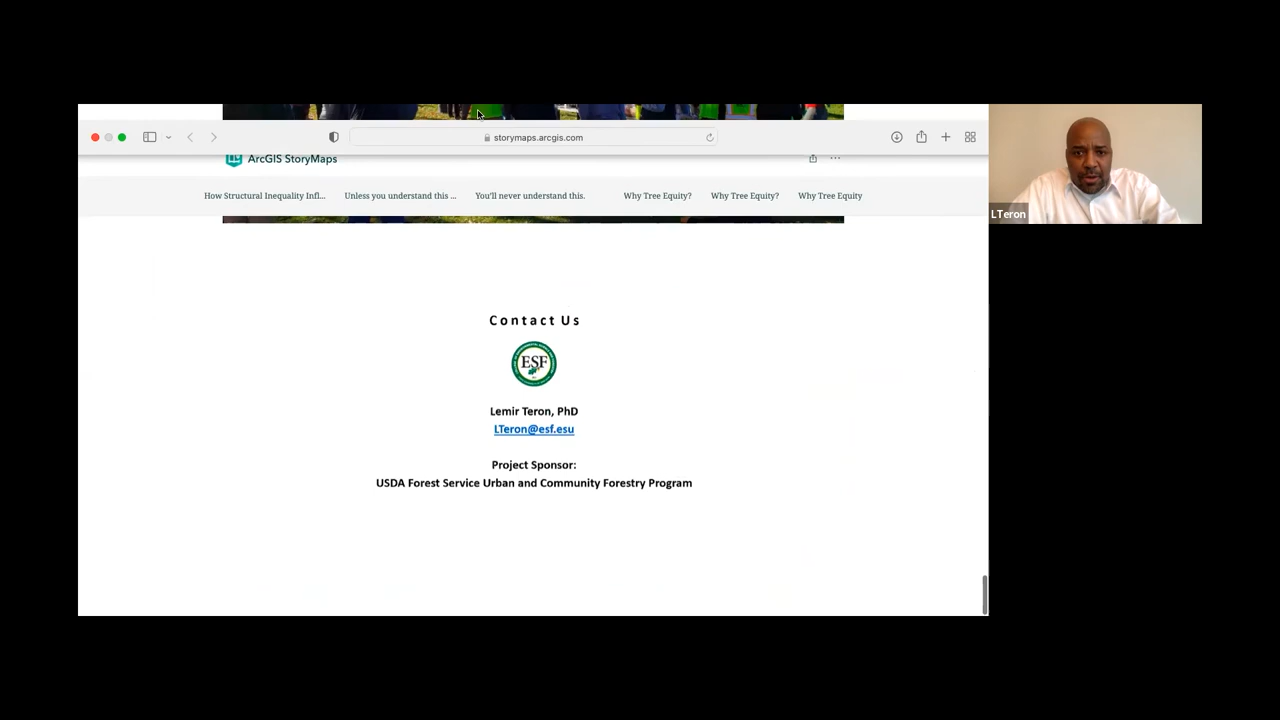 storymaps.arcgis.com
ArcGIS StoryMaps
How Structural Inequality Infl... Unless you understand this ... You'll never understand this. Why Tree Equity? Why Tree Equity? Why Tree Equity
LTeron
Contact Us
ESF
Lemir Teron, PhD
LTeron@esf.esu
Project Sponsor:
USDA Forest Service Urban and Community Forestry Program